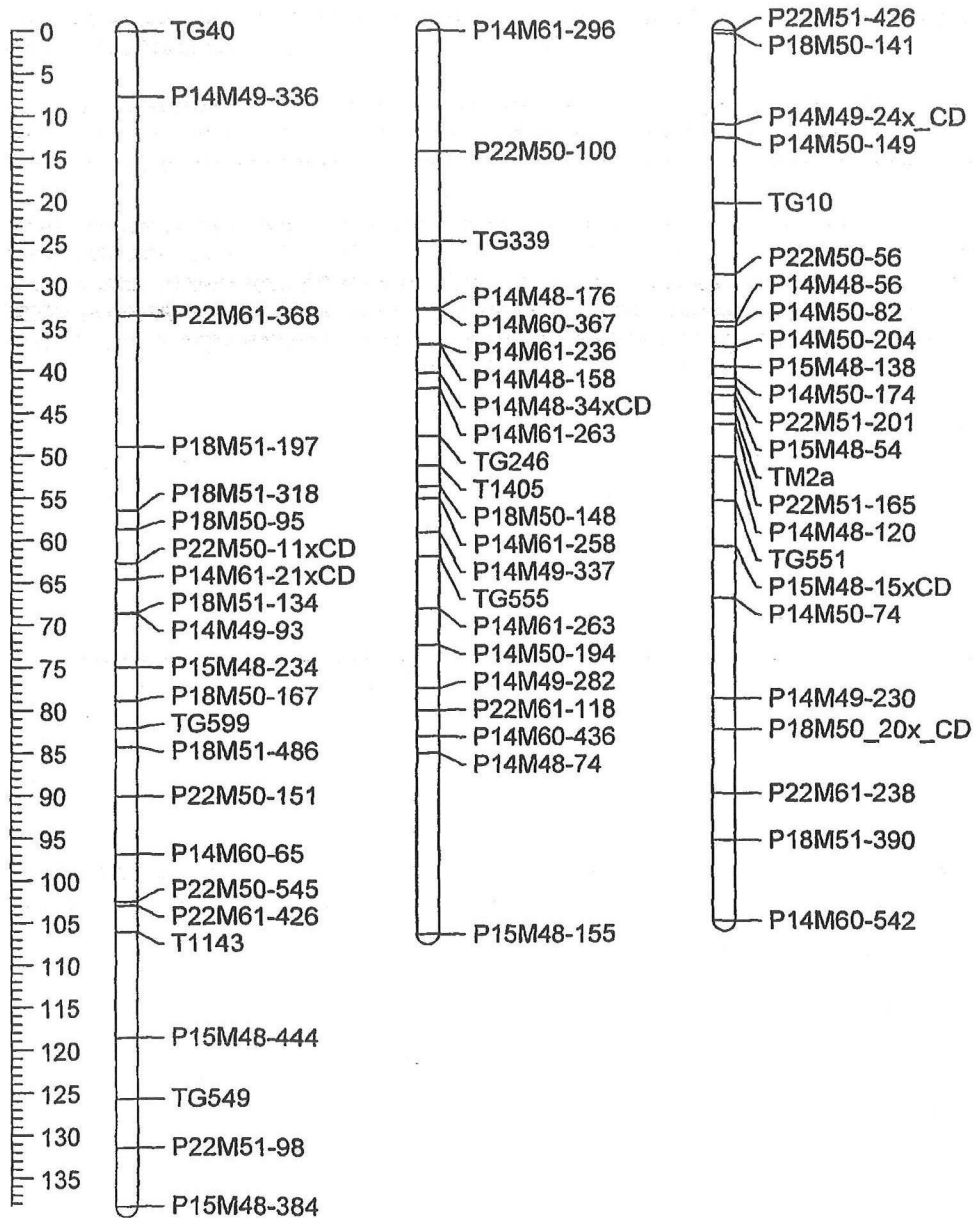 0
5
10
15
20
25
30
35
40
45
50
55
60
65
70
75
80
85
90
95
100
105
110
115
120
125
130
135
TG40
P14M49-336
P22M61-368
P18M51-197
P18M51-318
P18M50-95
P22M50-11xCD
P14M61-21xCD
P18M51-134
P14M49-93
P15M48-234
P18M50-167
TG599
P18M51-486
P22M50-151
P14M60-65
P22M50-545
P22M61-426
T1143
P15M48-444
TG549
P22M51-98
P15M48-384
P14M61-296
P22M50-100
TG339
P14M48-176
P14M60-367
P14M61-236
P14M48-158
P14M48-34xCD
P14M61-263
TG246
T1405
P18M50-148
P14M61-258
P14M49-337
TG555
P14M61-263
P14M50-194
P14M49-282
P22M61-118
P14M60-436
P14M48-74
P15M48-155
P22M51-426
P18M50-141
P14M49-24x_CD
P14M50-149
TG10
P22M50-56
P14M48-56
P14M50-82
P14M50-204
P15M48-138
P14M50-174
P22M51-201
P15M48-54
TM2a
P22M51-165
P14M48-120
TG551
P15M48-15xCD
P14M50-74
P14M49-230
P18M50_20x_CD
P22M61-238
P18M51-390
P14M60-542